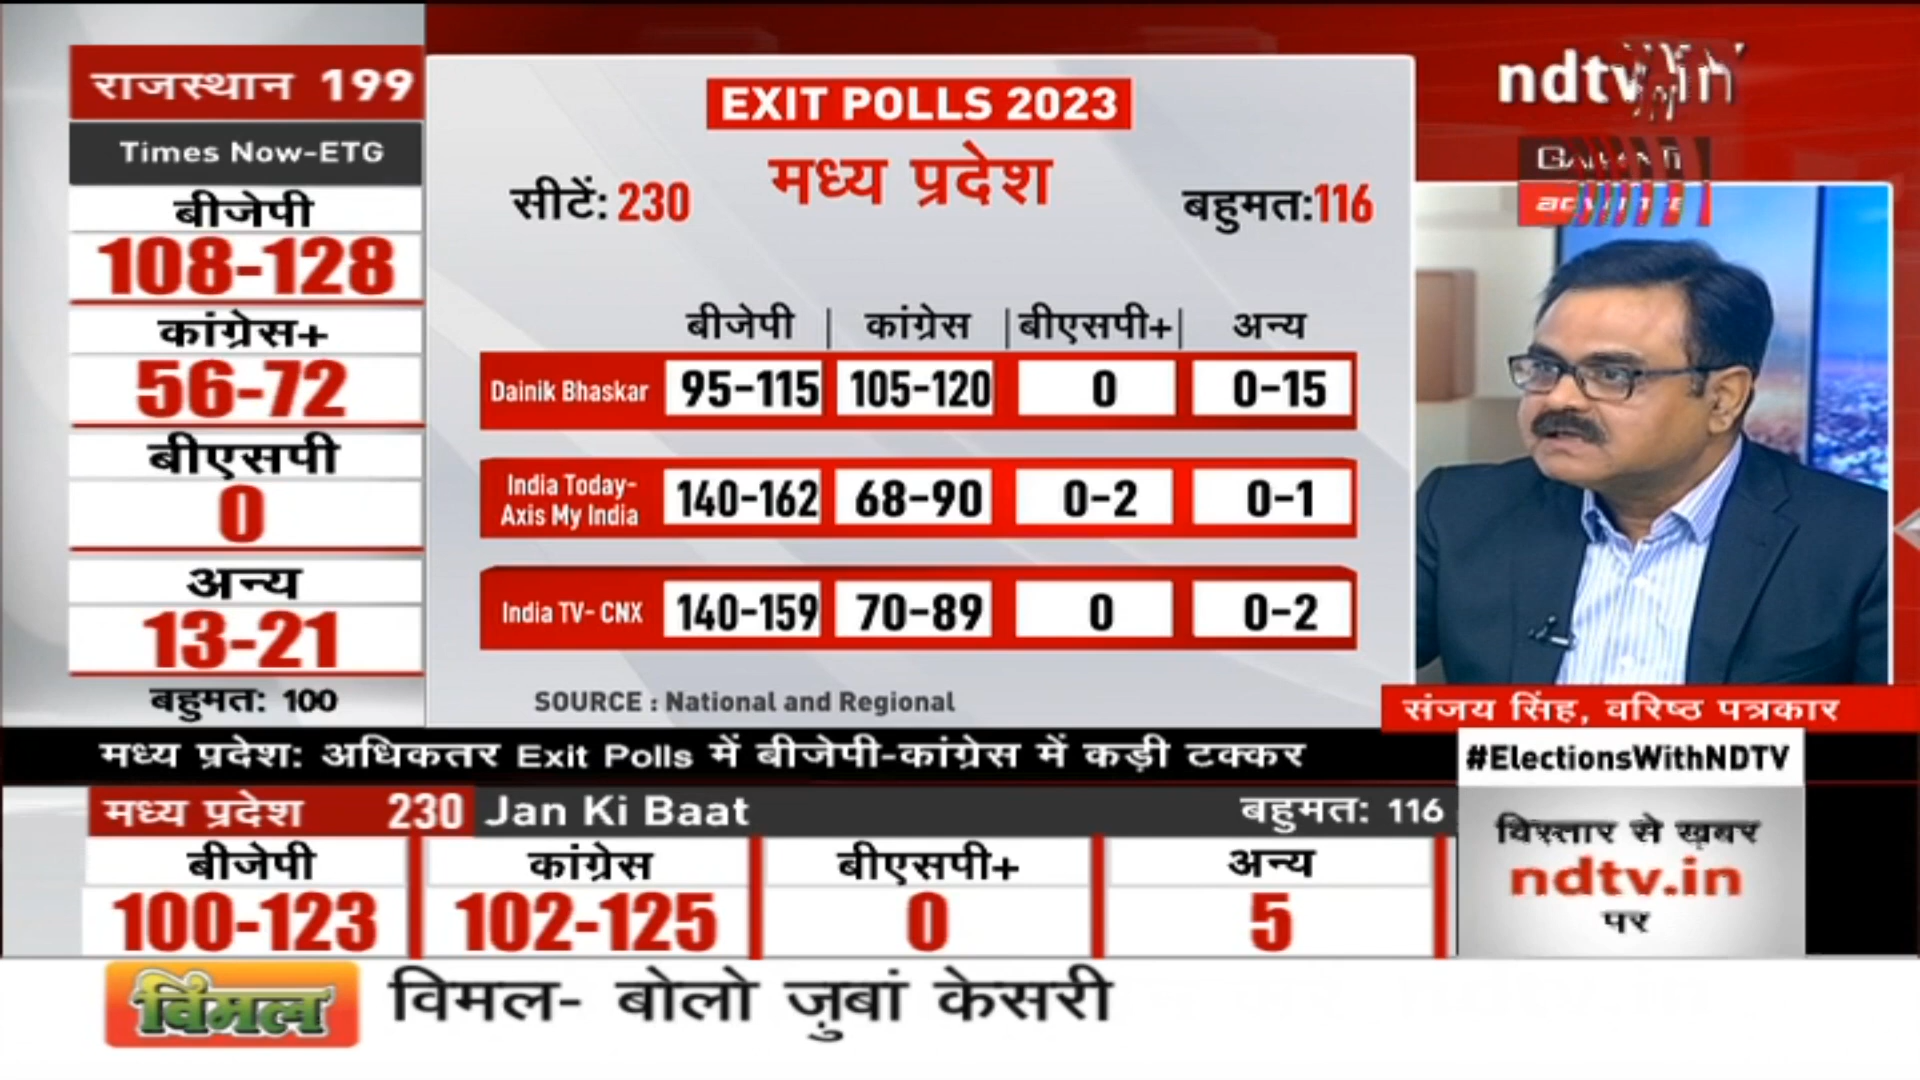 राजस्थान 199
Times Now-ETG
बीजेपी
108-128
कांग्रेस+
56-72
बीएसपी
0
अन्य
13-21
बहुमत: 100
EXIT POLLS 2023
मध्य प्रदेश
सीटें: 230
बहुमत:116
बीजेपी | कांग्रेस | बीएसपी+ | अन्य
Dainik Bhaskar 95-115 105-120 0 0-15
India Today-
Axis My India 140-162 68-90 0-2 0-1
India TV- CNX 140-159 70-89 0 0-2
SOURCE : National and Regional
ndtv.in
संजय सिंह, वरिष्ठ पत्रकार
मध्य प्रदेश: अधिकतर Exit Polls में बीजेपी-कांग्रेस में कड़ी टक्कर
#ElectionsWithNDTV
मध्य प्रदेश 230 Jan Ki Baat बहुमत: 116
बीजेपी कांग्रेस बीएसपी+ अन्य
100-123 102-125 0 5
विस्तार से ख़बर
ndtv.in
पर
विमल विमल- बोलो ज़ुबां केसरी